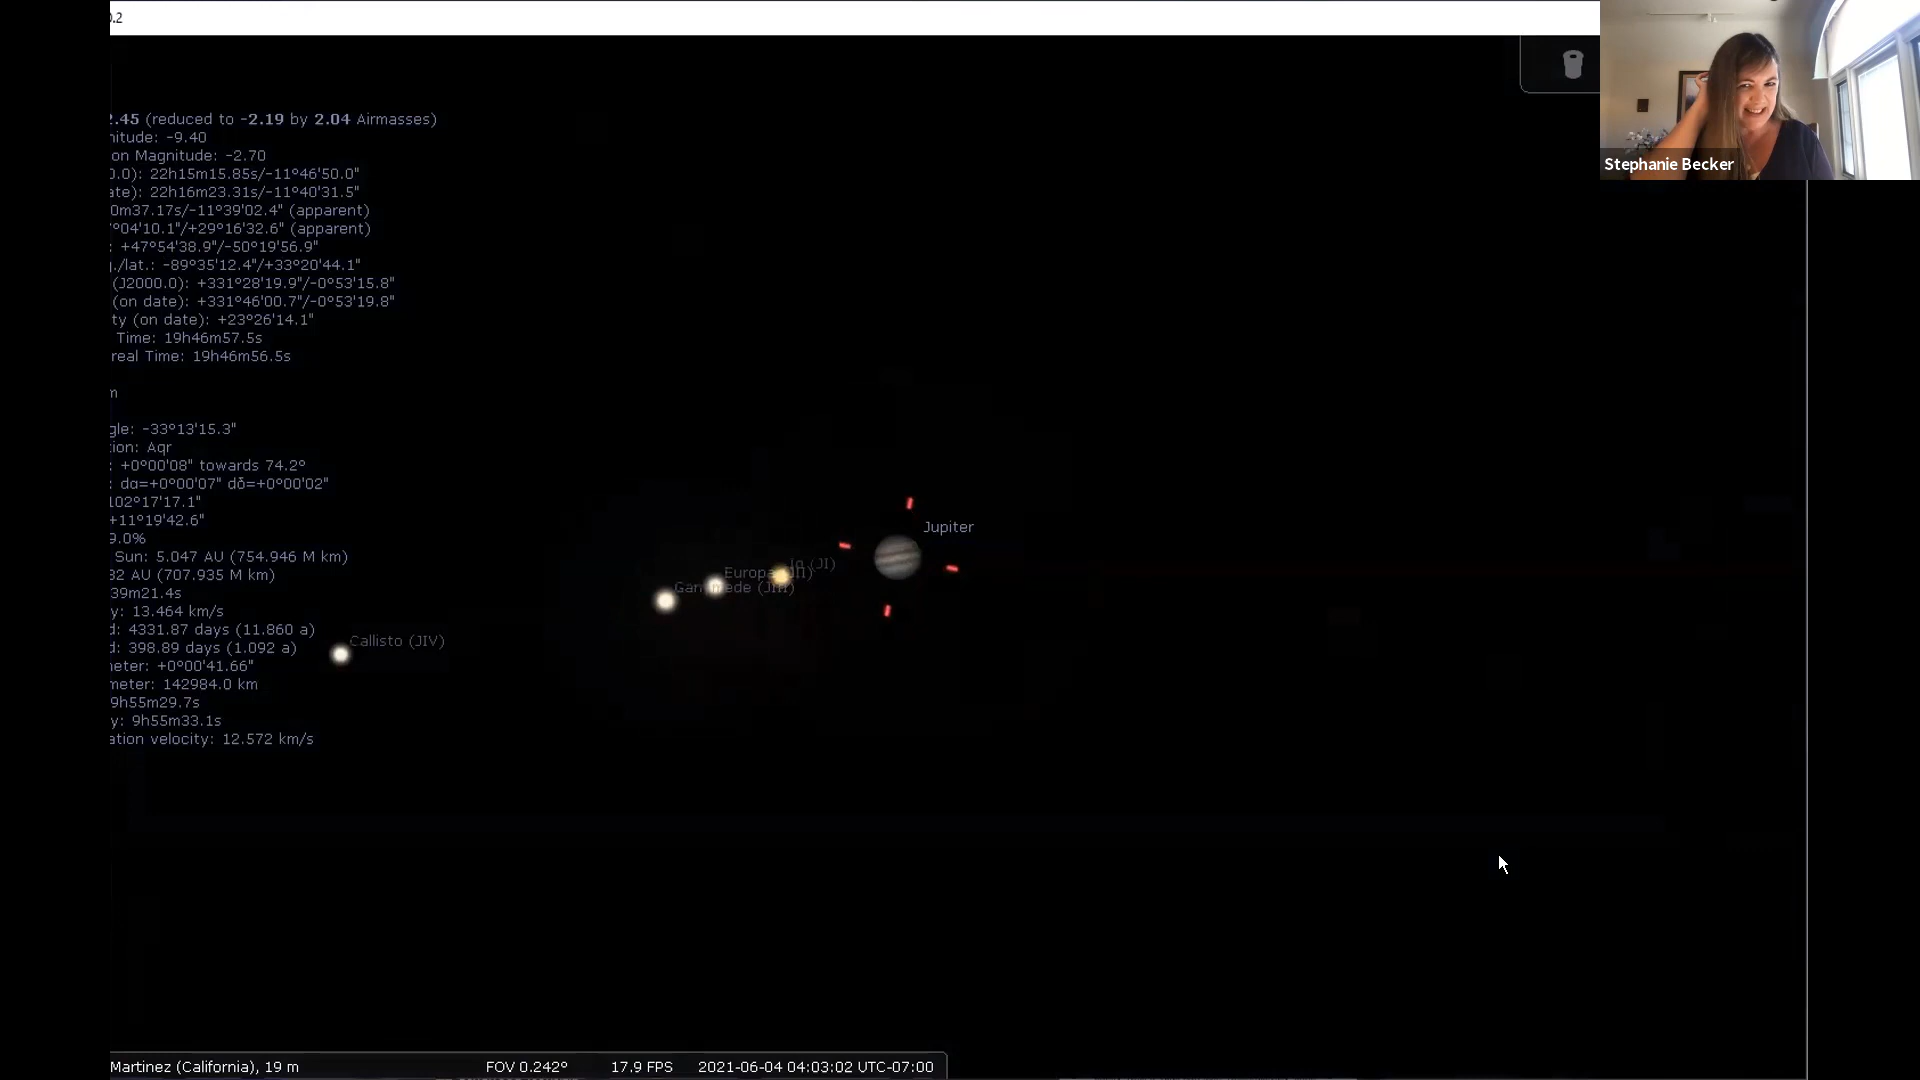 0.2
2.45 (reduced to -2.19 by 2.04 Airmasses)
nitude: -9.40
on Magnitude: -2.70
0.0): 22h15m15.85s/-11°46'50.0"
ate): 22h16m23.31s/-11°40'31.5"
0m37.17s/-11°39'02.4" (apparent)
°04'10.1"/+29°16'32.6" (apparent)
: +47°54'38.9"/-50°19'56.9"
g./lat.: -89°35'12.4"/+33°20'44.1"
(J2000.0): +331°28'19.9"/-0°53'15.8"
(on date): +331°46'00.7"/-0°53'19.8"
ty (on date): +23°26'14.1"
Time: 19h46m57.5s
real Time: 19h46m56.5s
m
gle: -33°13'15.3"
tion: Aqr
: +0°00'08" towards 74.2°
: dα=+0°00'07" dδ=+0°00'02"
102°17'17.1"
+11°19'42.6"
9.0%
Sun: 5.047 AU (754.946 M km)
32 AU (707.935 M km)
39m21.4s
y: 13.464 km/s
d: 4331.87 days (11.860 a)
d: 398.89 days (1.092 a)
neter: +0°00'41.66"
meter: 142984.0 km
9h55m29.7s
y: 9h55m33.1s
ation velocity: 12.572 km/s
Jupiter
Io (JI)
Europa (JII)
Ganymede (JIII)
Callisto (JIV)
Stephanie Becker
Martinez (California), 19 m
FOV 0.242°
17.9 FPS
2021-06-04 04:03:02 UTC-07:00